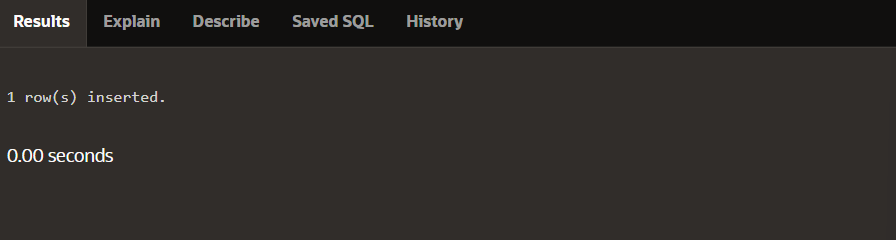 Results Explain Describe Saved SQL History
1 row(s) inserted.
0.00 seconds